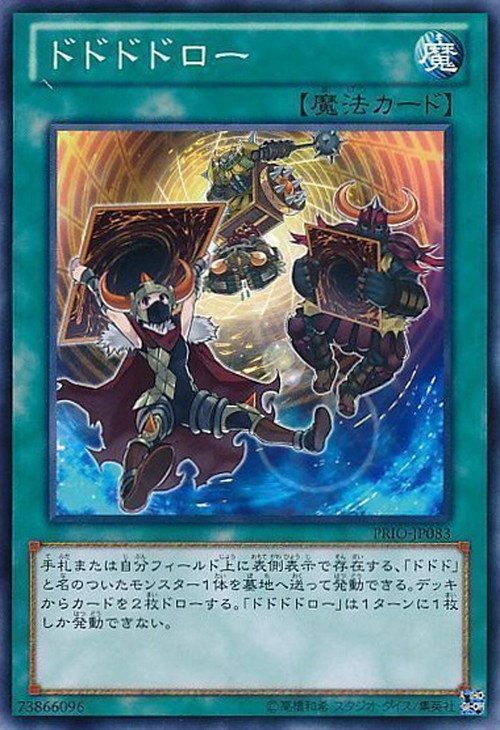 ドドドドロー
魔
【魔法カード】
PRIO-JP083
手札または自分フィールド上に表側表示で存在する、「ドドド」
と名のついたモンスター1体を墓地へ送って発動できる。デッキ
からカードを2枚ドローする。「ドドドドロー」は1ターンに1枚
しか発動できない。
73866096 ©高橋和希 スタジオ・ダイス/集英社